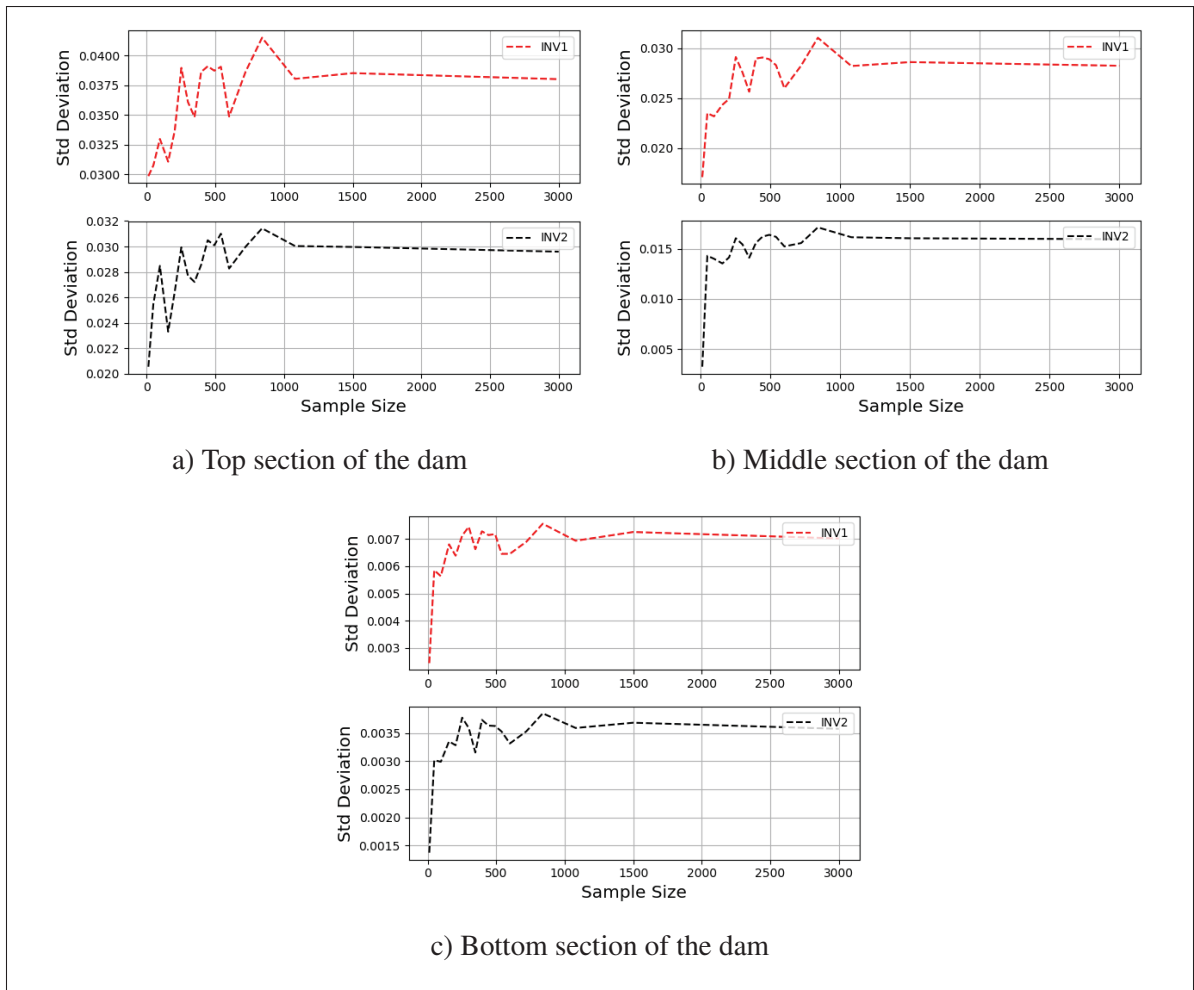 0.0400
0.0375
0.0350
0.0325
0.0300
Std Deviation
INV1
0 500 1000 1500 2000 2500 3000
0.032
0.030
0.028
0.026
0.024
0.022
0.020
Std Deviation
INV2
0 500 1000 1500 2000 2500 3000
Sample Size
a) Top section of the dam
0.030
0.025
0.020
Std Deviation
INV1
0 500 1000 1500 2000 2500 3000
0.015
0.010
0.005
Std Deviation
INV2
0 500 1000 1500 2000 2500 3000
Sample Size
b) Middle section of the dam
0.007
0.006
0.005
0.004
0.003
Std Deviation
INV1
0 500 1000 1500 2000 2500 3000
0.0035
0.0030
0.0025
0.0020
0.0015
Std Deviation
INV2
0 500 1000 1500 2000 2500 3000
Sample Size
c) Bottom section of the dam